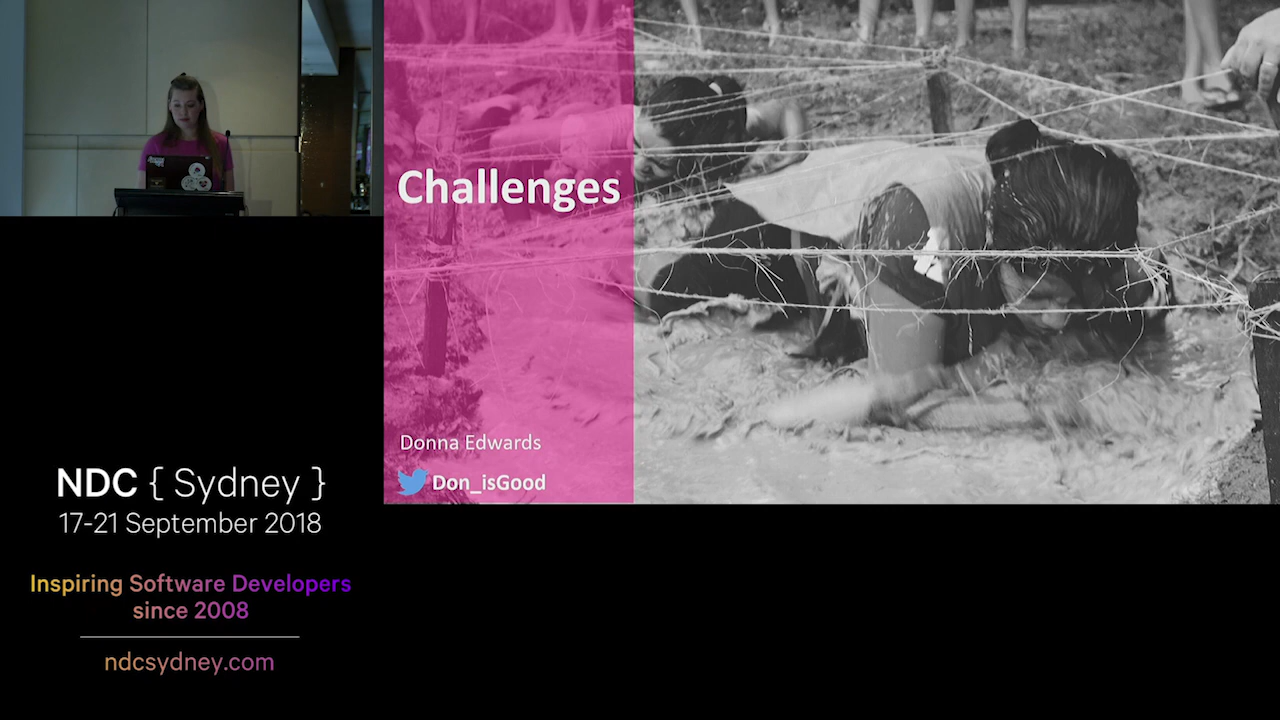 Challenges
Donna Edwards
Don_isGood
NDC { Sydney }
17-21 September 2018
Inspiring Software Developers
since 2008
ndcsydney.com